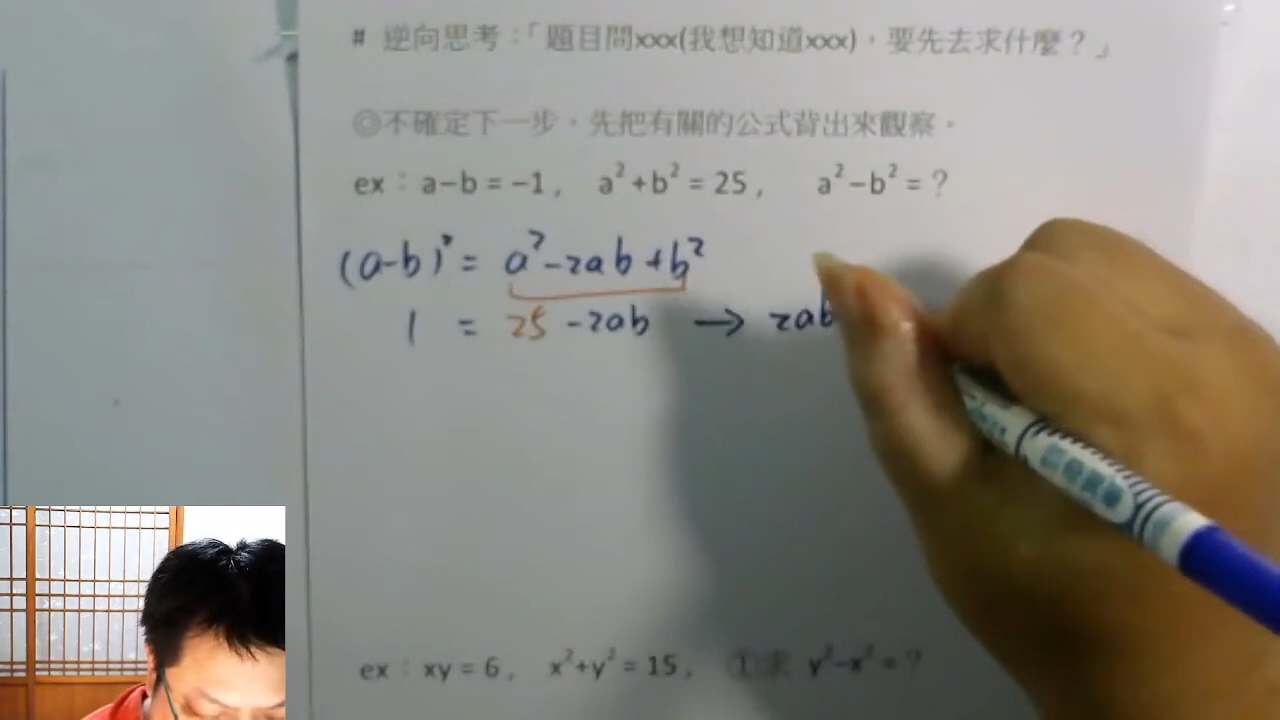 # 逆向思考：「題目問xxx(我想知道xxx)，要先去求什麼？」
◎不確定下一步，先把有關的公式背出來觀察。
ex：a−b = −1， a²+b² = 25， a²−b² = ?
(a-b)² = a²-2ab+b²
1 = 25 -2ab → 2ab
ex：xy = 6， x²+y² = 15， ①求 y²−x² = ?